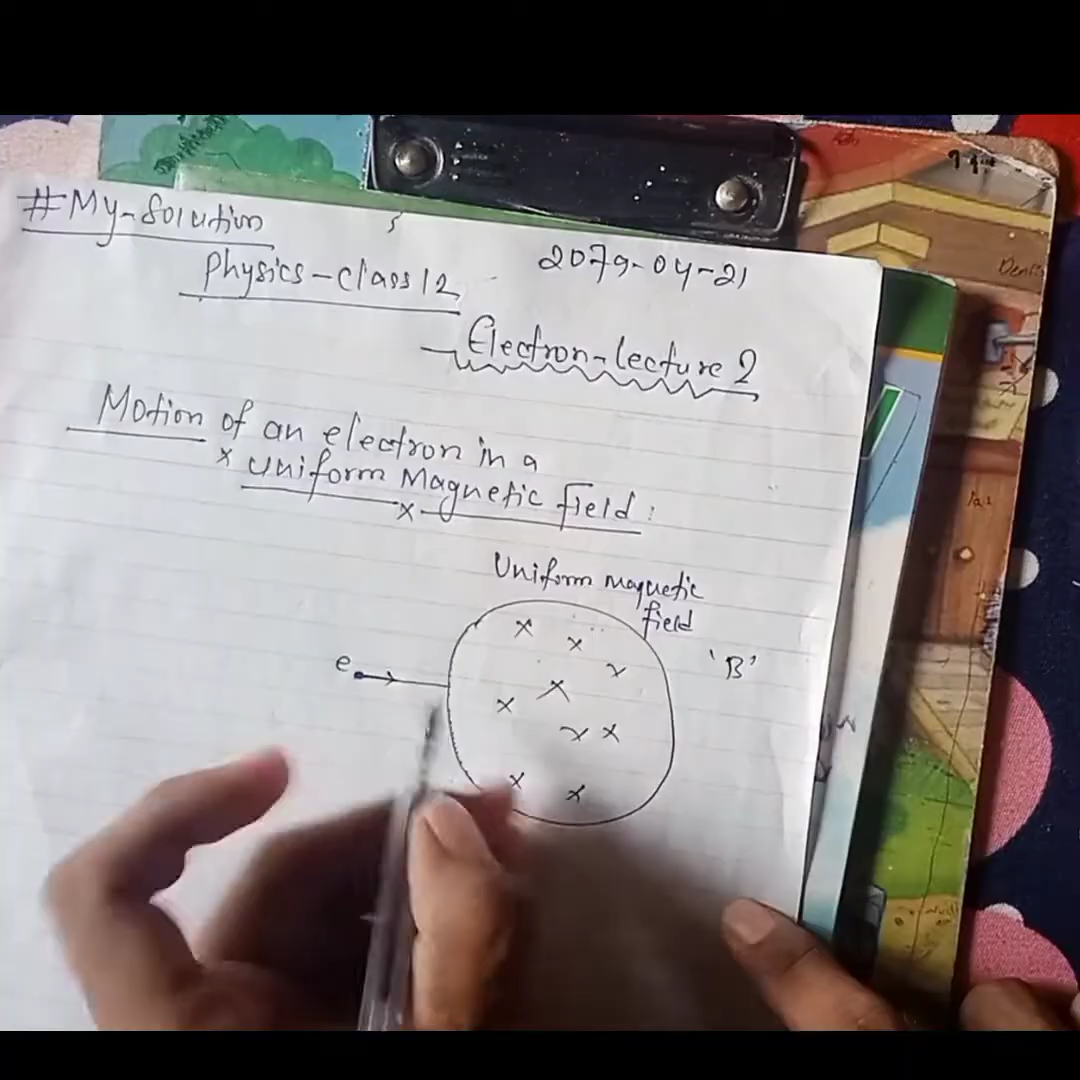 #My-Solution
Physics-class 12
2079-04-21
Electron-lecture 2
Motion of an electron in a
Uniform Magnetic field:
Uniform magnetic
field
'B'
e